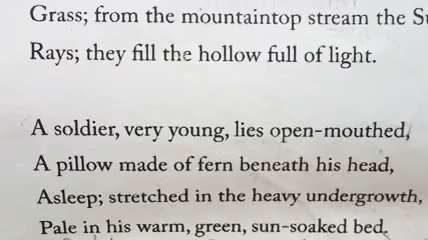 Grass; from the mountaintop stream the
Rays; they fill the hollow full of light.
A soldier, very young, lies open-mouthed,
A pillow made of fern beneath his head,
Asleep; stretched in the heavy undergrowth,
Pale in his warm, green, sun-soaked bed.